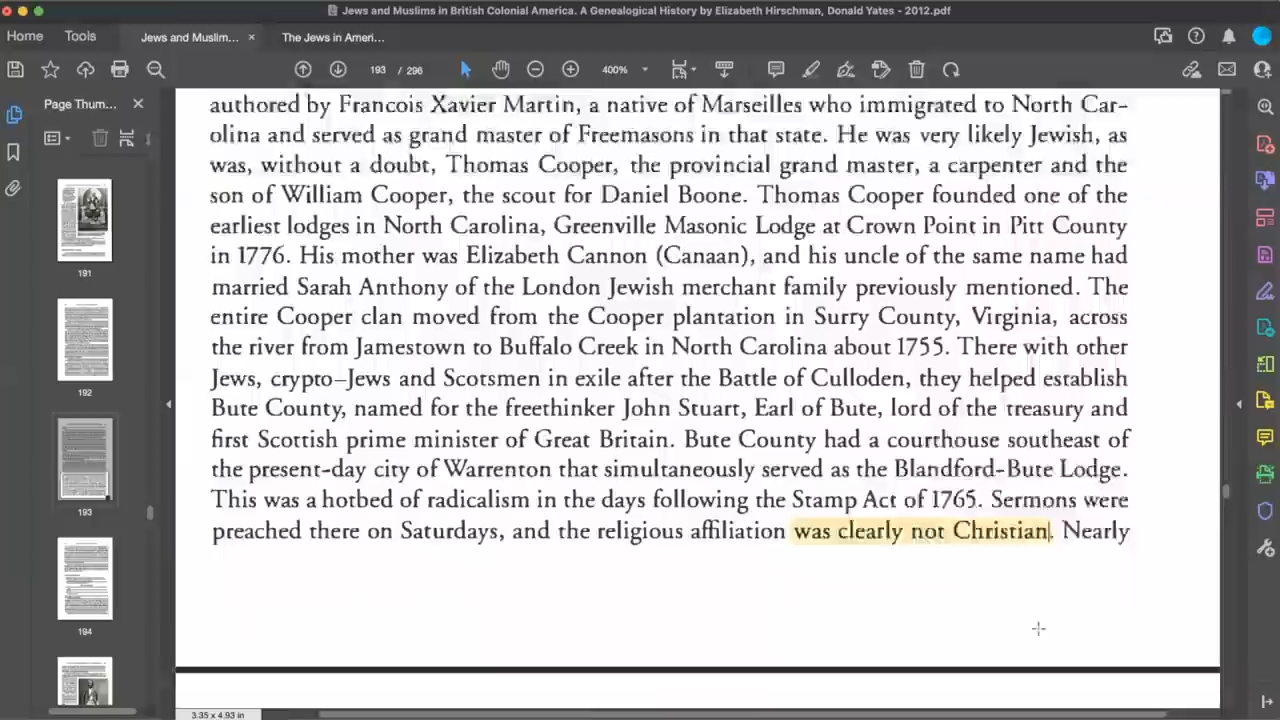 Jews and Muslims in British Colonial America. A Genealogical History by Elizabeth Hirschman, Donald Yates - 2012.pdf
Home
Tools
Jews and Muslim...
The Jews in Ameri...
193 / 296
400%
Page Thum...
191
192
193
194
authored by Francois Xavier Martin, a native of Marseilles who immigrated to North Car-
olina and served as grand master of Freemasons in that state. He was very likely Jewish, as
was, without a doubt, Thomas Cooper, the provincial grand master, a carpenter and the
son of William Cooper, the scout for Daniel Boone. Thomas Cooper founded one of the
earliest lodges in North Carolina, Greenville Masonic Lodge at Crown Point in Pitt County
in 1776. His mother was Elizabeth Cannon (Canaan), and his uncle of the same name had
married Sarah Anthony of the London Jewish merchant family previously mentioned. The
entire Cooper clan moved from the Cooper plantation in Surry County, Virginia, across
the river from Jamestown to Buffalo Creek in North Carolina about 1755. There with other
Jews, crypto–Jews and Scotsmen in exile after the Battle of Culloden, they helped establish
Bute County, named for the freethinker John Stuart, Earl of Bute, lord of the treasury and
first Scottish prime minister of Great Britain. Bute County had a courthouse southeast of
the present-day city of Warrenton that simultaneously served as the Blandford-Bute Lodge.
This was a hotbed of radicalism in the days following the Stamp Act of 1765. Sermons were
preached there on Saturdays, and the religious affiliation was clearly not Christian. Nearly
3.35 x 4.93 in